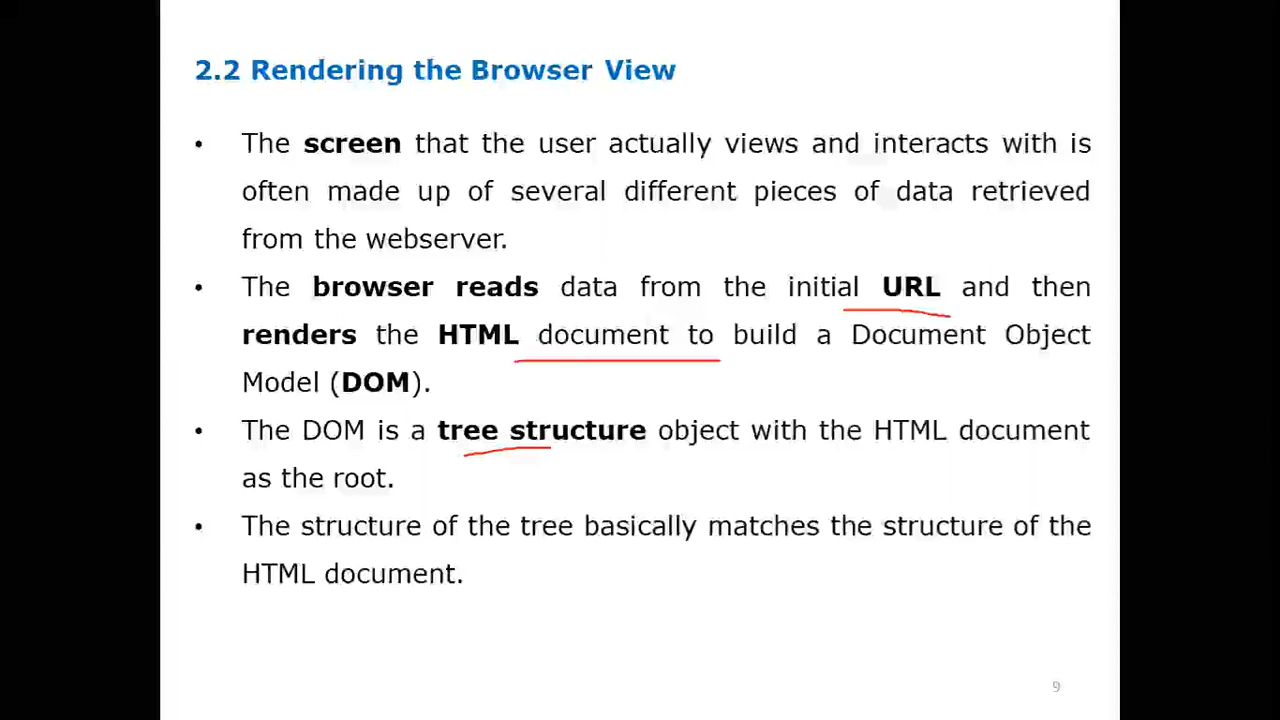 2.2 Rendering the Browser View
• The screen that the user actually views and interacts with is
often made up of several different pieces of data retrieved
from the webserver.
• The browser reads data from the initial URL and then
renders the HTML document to build a Document Object
Model (DOM).
• The DOM is a tree structure object with the HTML document
as the root.
• The structure of the tree basically matches the structure of the
HTML document.
9